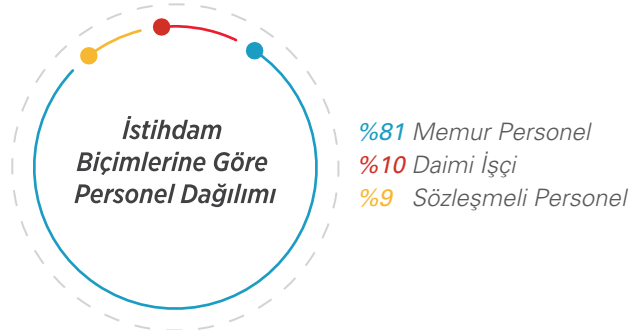 İstihdam
Biçimlerine Göre
Personel Dağılımı
%81 Memur Personel
%10 Daimi İşçi
%9 Sözleşmeli Personel